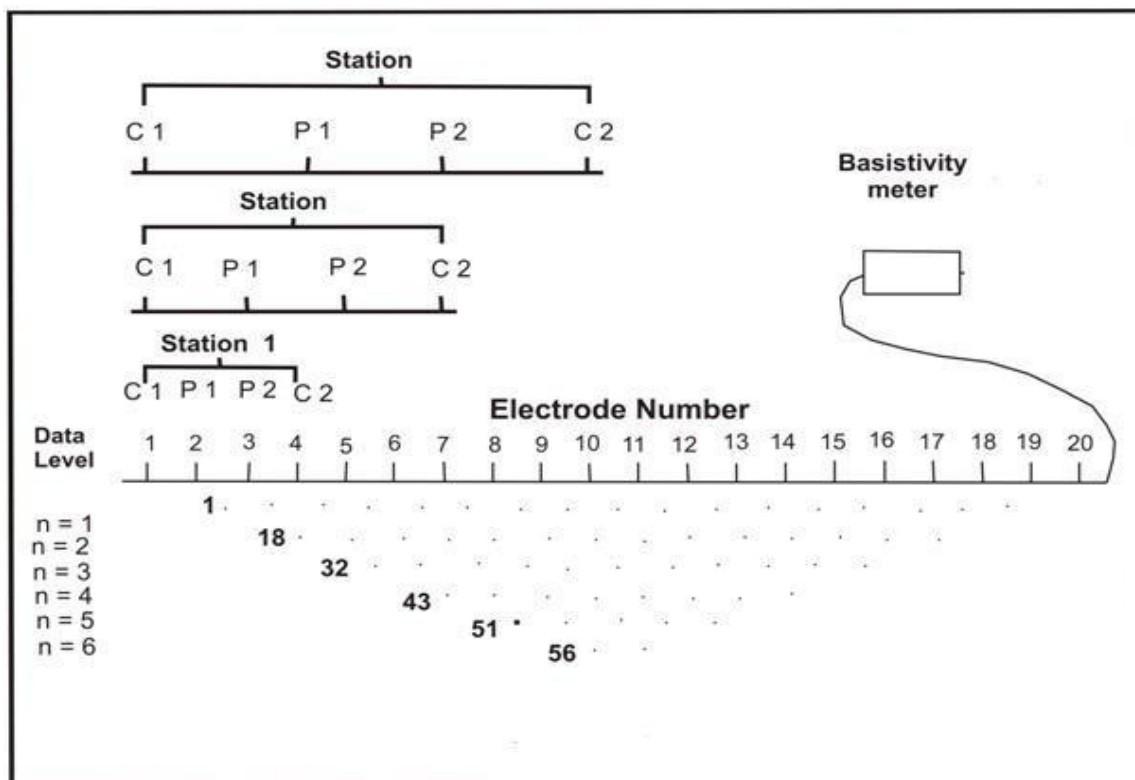 Station
C 1 P 1 P 2 C 2
Basistivity
meter
Station
C 1 P 1 P 2 C 2
Station 1
C 1 P 1 P 2 C 2
Electrode Number
Data
Level
1 2 3 4 5 6 7 8 9 10 11 12 13 14 15 16 17 18 19 20
1
n = 1
18
n = 2
32
n = 3
43
n = 4
51
n = 5
56
n = 6